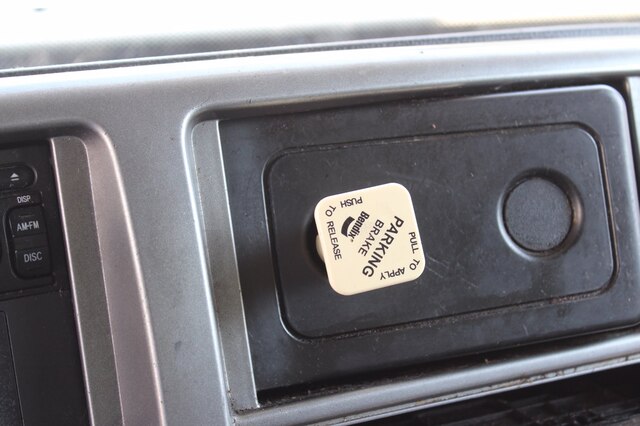 DISP
AM-FM
DISC
PULL TO APPLY
PARKING
BRAKE
Bendix
PUSH TO RELEASE